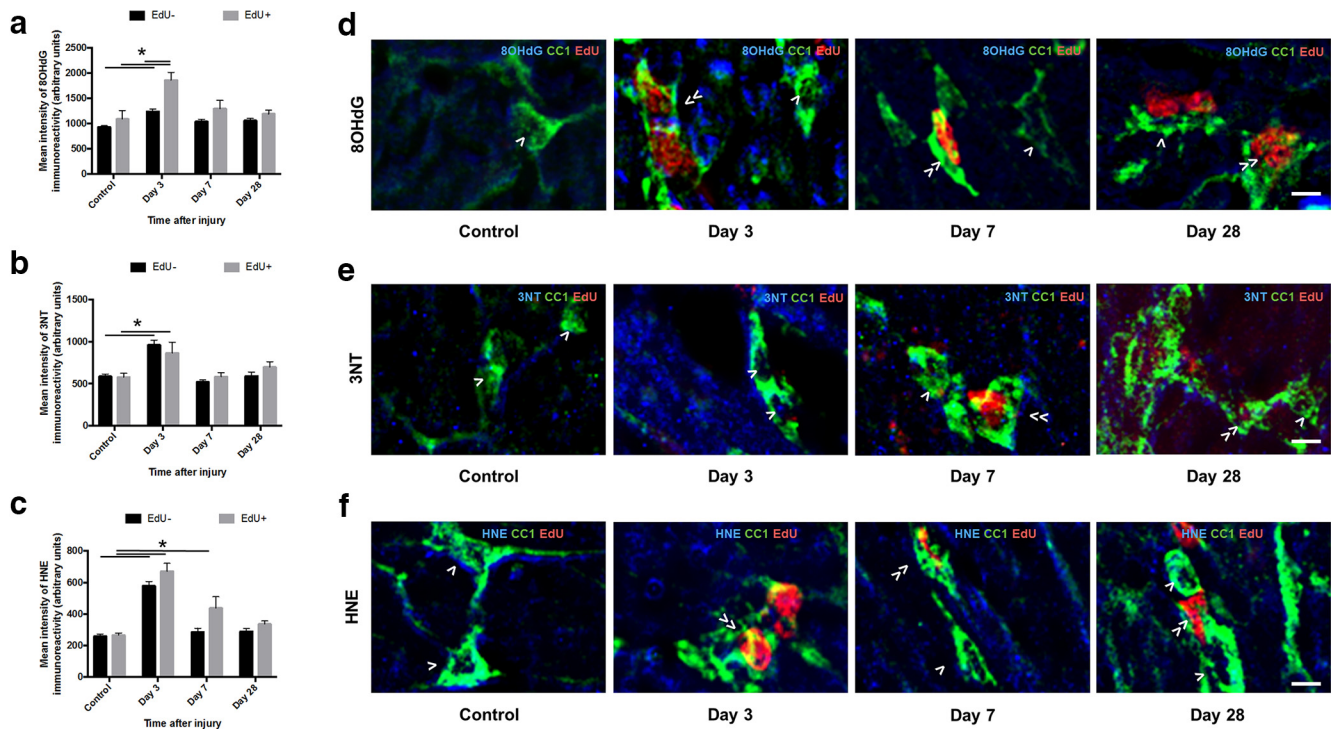 a
EdU- EdU+
Mean intensity of 8OHdG
immunoreactivity (arbitrary units)
2500
2000
1500
1000
500
0
*
Control Day 3 Day 7 Day 28
Time after injury
b
EdU- EdU+
Mean intensity of 3NT
immunoreactivity (arbitrary units)
1500
1000
500
0
*
Control Day 3 Day 7 Day 28
Time after injury
c
EdU- EdU+
Mean intensity of HNE
immunoreactivity (arbitrary units)
800
600
400
200
0
*
Control Day 3 Day 7 Day 28
Time after injury
d
8OHdG
8OHdG CC1 EdU
8OHdG CC1 EdU
8OHdG CC1 EdU
8OHdG CC1 EdU
Control Day 3 Day 7 Day 28
e
3NT
3NT CC1 EdU
3NT CC1 EdU
3NT CC1 EdU
3NT CC1 EdU
Control Day 3 Day 7 Day 28
f
HNE
HNE CC1 EdU
HNE CC1 EdU
HNE CC1 EdU
HNE CC1 EdU
Control Day 3 Day 7 Day 28